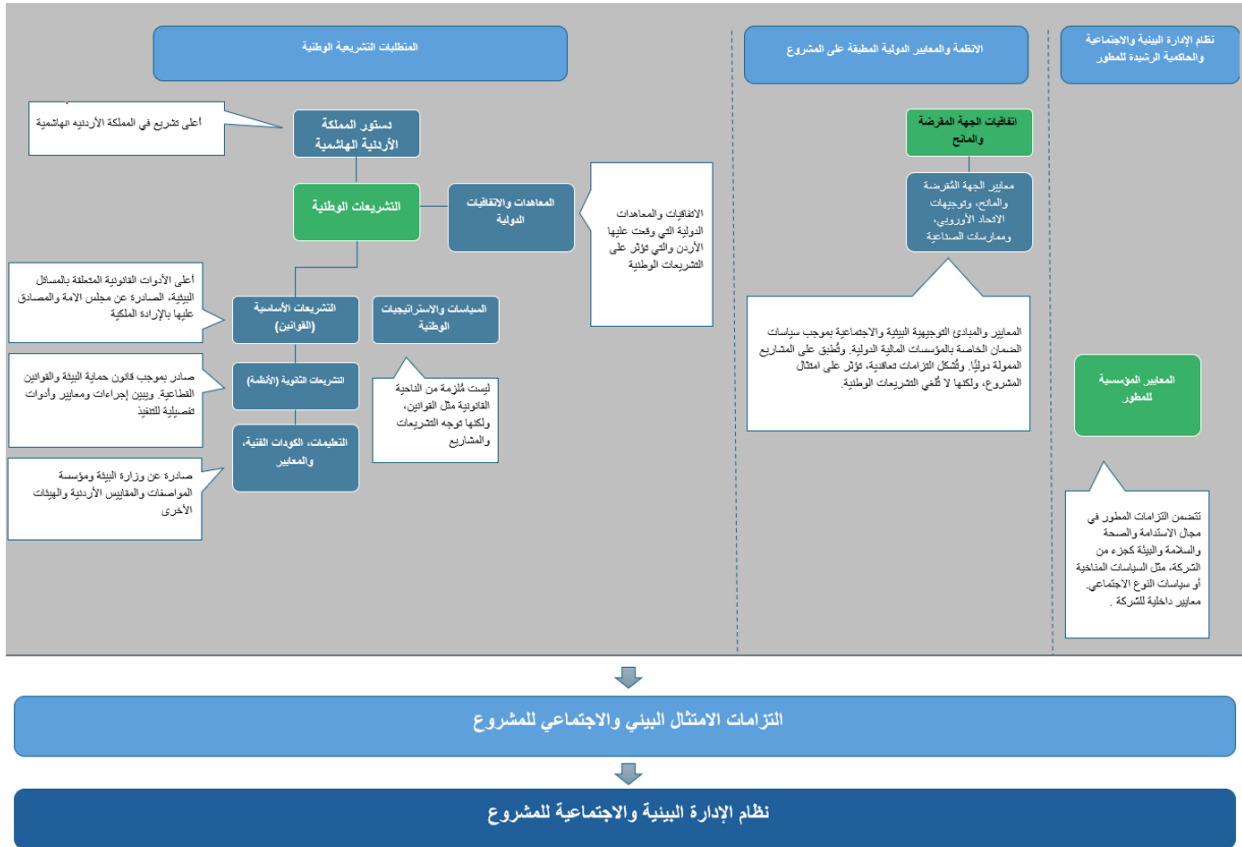 نظام الإدارة البيئية والاجتماعية
والحاكمية الرشيدة للمطور
الانظمة والمعايير الدولية المطبقة على المشروع
المتطلبات التشريعية الوطنية
المعايير المؤسسية
للمطور
تتضمن التزامات المطور في
مجال الاستدامة والصحة
والسلامة والبيئة كجزء من
الشركة، مثل السياسات المناخية
أو سياسات النوع الاجتماعي.
معايير داخلية للشركة .
اتفاقيات الجهة المقرضة
والمانح
معايير الجهة المُقرضة
والمانح، وتوجيهات
الاتحاد الأوروبي،
وممارسات الصناعية
المعايير والمبادئ التوجيهية البيئية والاجتماعية بموجب سياسات
الضمان الخاصة بالمؤسسات المالية الدولية. وتُطبق على المشاريع
الممولة دوليًا. وتُشكل التزامات تعاقدية، تؤثر على امتثال
المشروع، ولكنها لا تُلغي التشريعات الوطنية.
دستور المملكة
الأردنية الهاشمية
أعلى تشريع في المملكة الأردنيه الهاشمية
التشريعات الوطنية
المعاهدات والاتفاقيات
الدولية
الاتفاقيات والمعاهدات
الدولية التي وقعت عليها
الأردن والتي تؤثر على
التشريعات الوطنية
السياسات والاستراتيجيات
الوطنية
ليست مُلزمة من الناحية
القانونية مثل القوانين،
ولكنها توجه التشريعات
والمشاريع
التشريعات الأساسية
(القوانين)
أعلى الأدوات القانونية المتعلقة بالمسائل
البيئية، الصادرة عن مجلس الامة والمصادق
عليها بالإرادة الملكية
التشريعات الثانوية (الأنظمة)
صادر بموجب قانون حماية البيئة والقوانين
القطاعية. ويبين إجراءات ومعايير وأدوات
تفصيلية للتنفيذ
التعليمات، الكودات الفنية،
والمعايير
صادرة عن وزارة البيئة ومؤسسة
المواصفات والمقاييس الأردنية والهيئات
الأخرى
التزامات الامتثال البيئي والاجتماعي للمشروع
نظام الإدارة البيئية والاجتماعية للمشروع